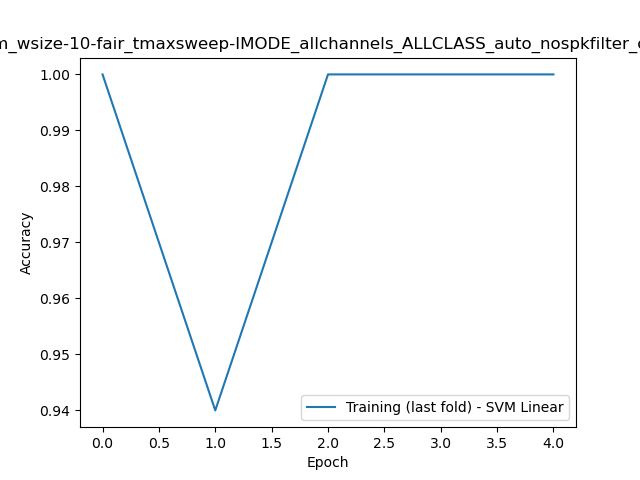 m_wsize-10-fair_tmaxsweep-IMODE_allchannels_ALLCLASS_auto_nospkfilter_
1.00
0.99
0.98
0.97
0.96
0.95
0.94
Accuracy
Training (last fold) - SVM Linear
0.0 0.5 1.0 1.5 2.0 2.5 3.0 3.5 4.0
Epoch